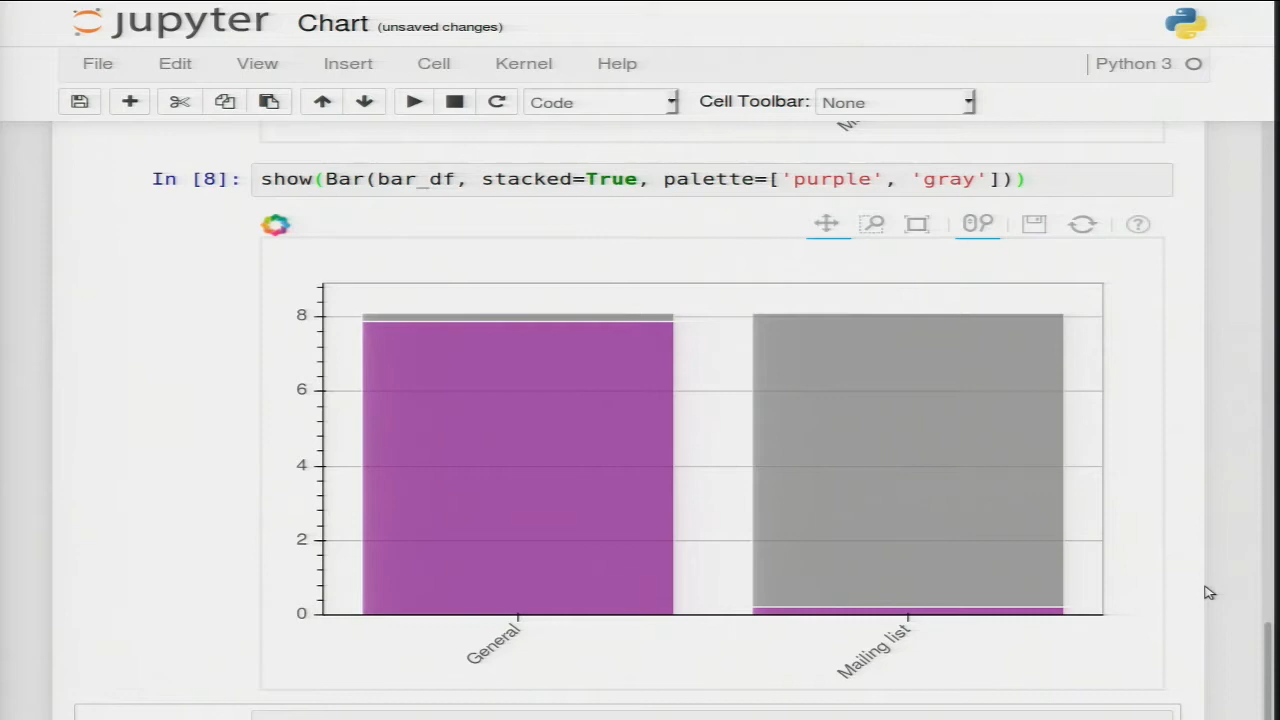 jupyter Chart (unsaved changes)
File Edit View Insert Cell Kernel Help Python 3
Code Cell Toolbar: None
In [8]: show(Bar(bar_df, stacked=True, palette=['purple', 'gray']))
8
6
4
2
0
General
Mailing list